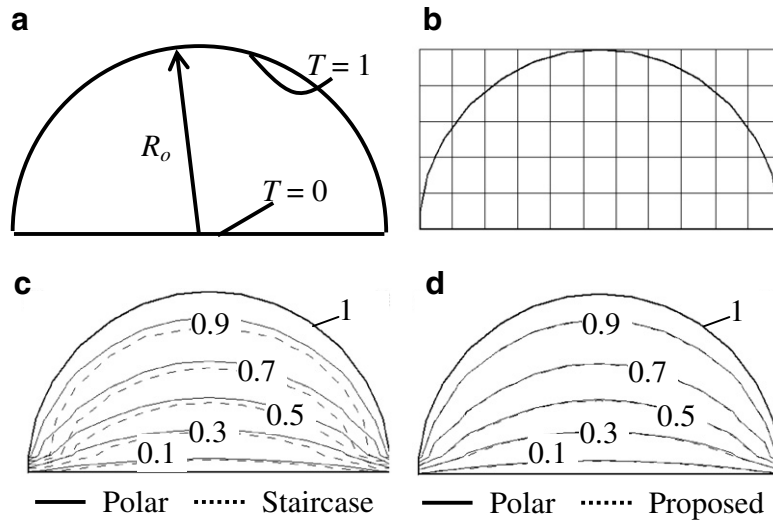 a
T = 1
R_o
T = 0
b
c
1
0.9
0.7
0.5
0.3
0.1
Polar Staircase
d
1
0.9
0.7
0.5
0.3
0.1
Polar Proposed